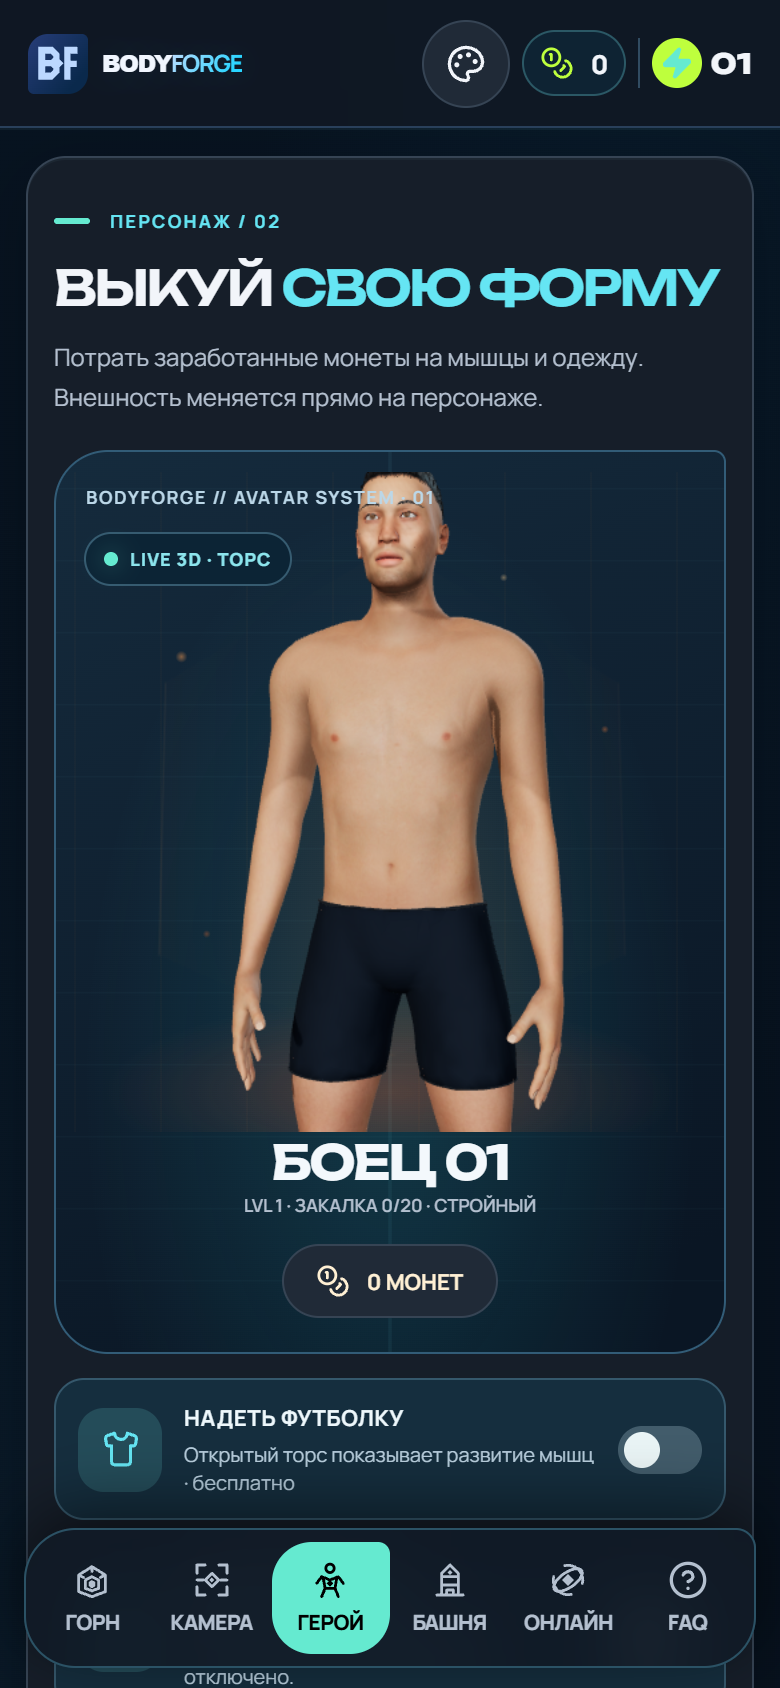 BF BODYFORGE
0
01
ПЕРСОНАЖ / 02
ВЫКУЙ СВОЮ ФОРМУ
Потрать заработанные монеты на мышцы и одежду.
Внешность меняется прямо на персонаже.
BODYFORGE // AVATAR SYSTEM · 01
LIVE 3D · ТОРС
БОЕЦ 01
LVL 1 · ЗАКАЛКА 0/20 · СТРОЙНЫЙ
0 МОНЕТ
НАДЕТЬ ФУТБОЛКУ
Открытый торс показывает развитие мышц
· бесплатно
ГОРН
КАМЕРА
ГЕРОЙ
БАШНЯ
ОНЛАЙН
FAQ
отключено.